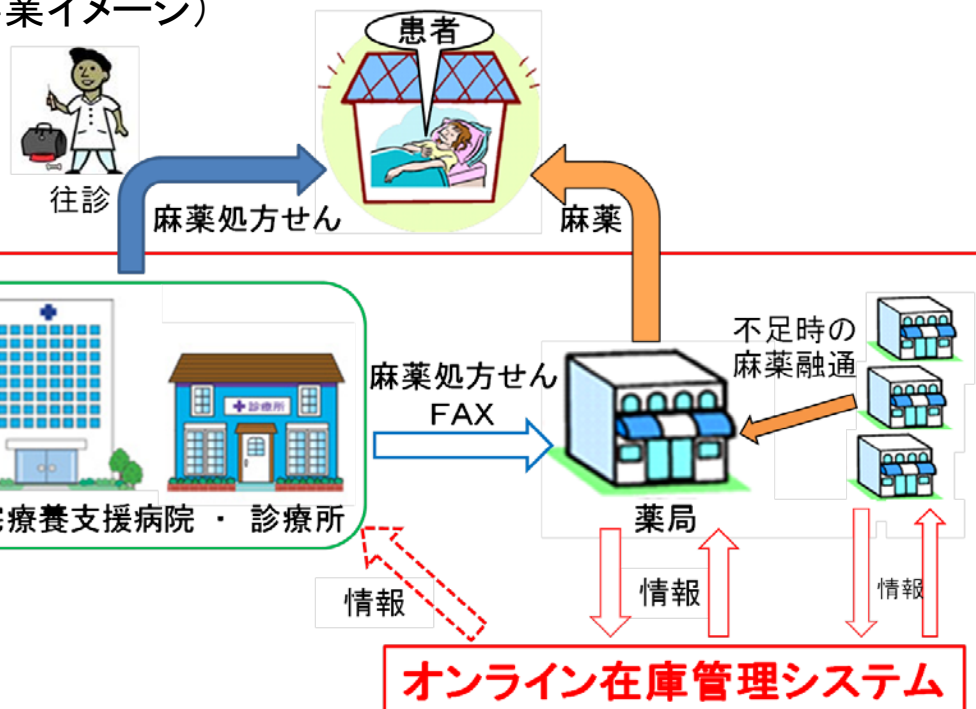 業イメージ）
患者
往診
麻薬処方せん
麻薬
不足時の
麻薬融通
麻薬処方せん
FAX
診療所
宅療養支援病院 ・ 診療所
薬局
情報
情報
情報
オンライン在庫管理システム